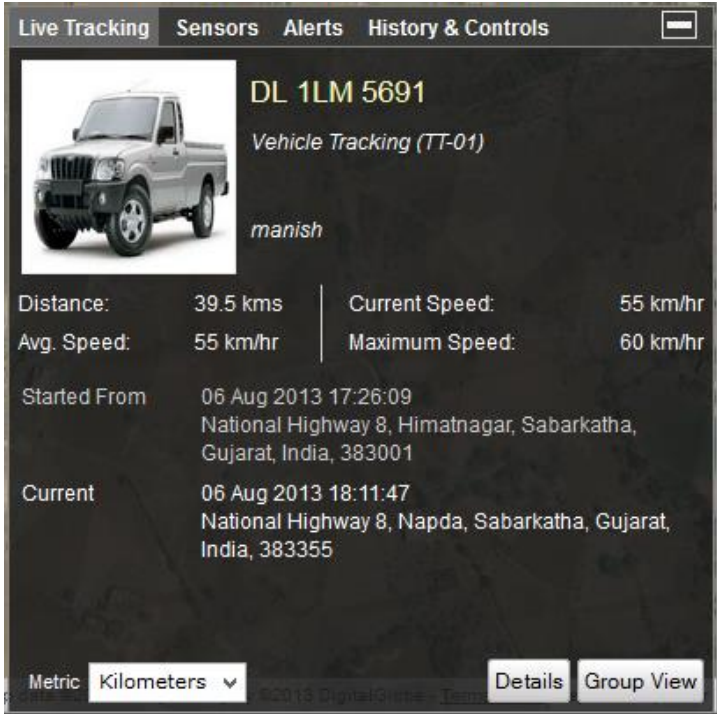 Live Tracking Sensors Alerts History & Controls
DL 1LM 5691
Vehicle Tracking (TT-01)
manish
Distance: 39.5 kms Current Speed: 55 km/hr
Avg. Speed: 55 km/hr Maximum Speed: 60 km/hr
Started From 06 Aug 2013 17:26:09
National Highway 8, Himatnagar, Sabarkatha,
Gujarat, India, 383001
Current 06 Aug 2013 18:11:47
National Highway 8, Napda, Sabarkatha, Gujarat,
India, 383355
Metric Kilometers Details Group View
©2013 DigitalGlobe - Terms